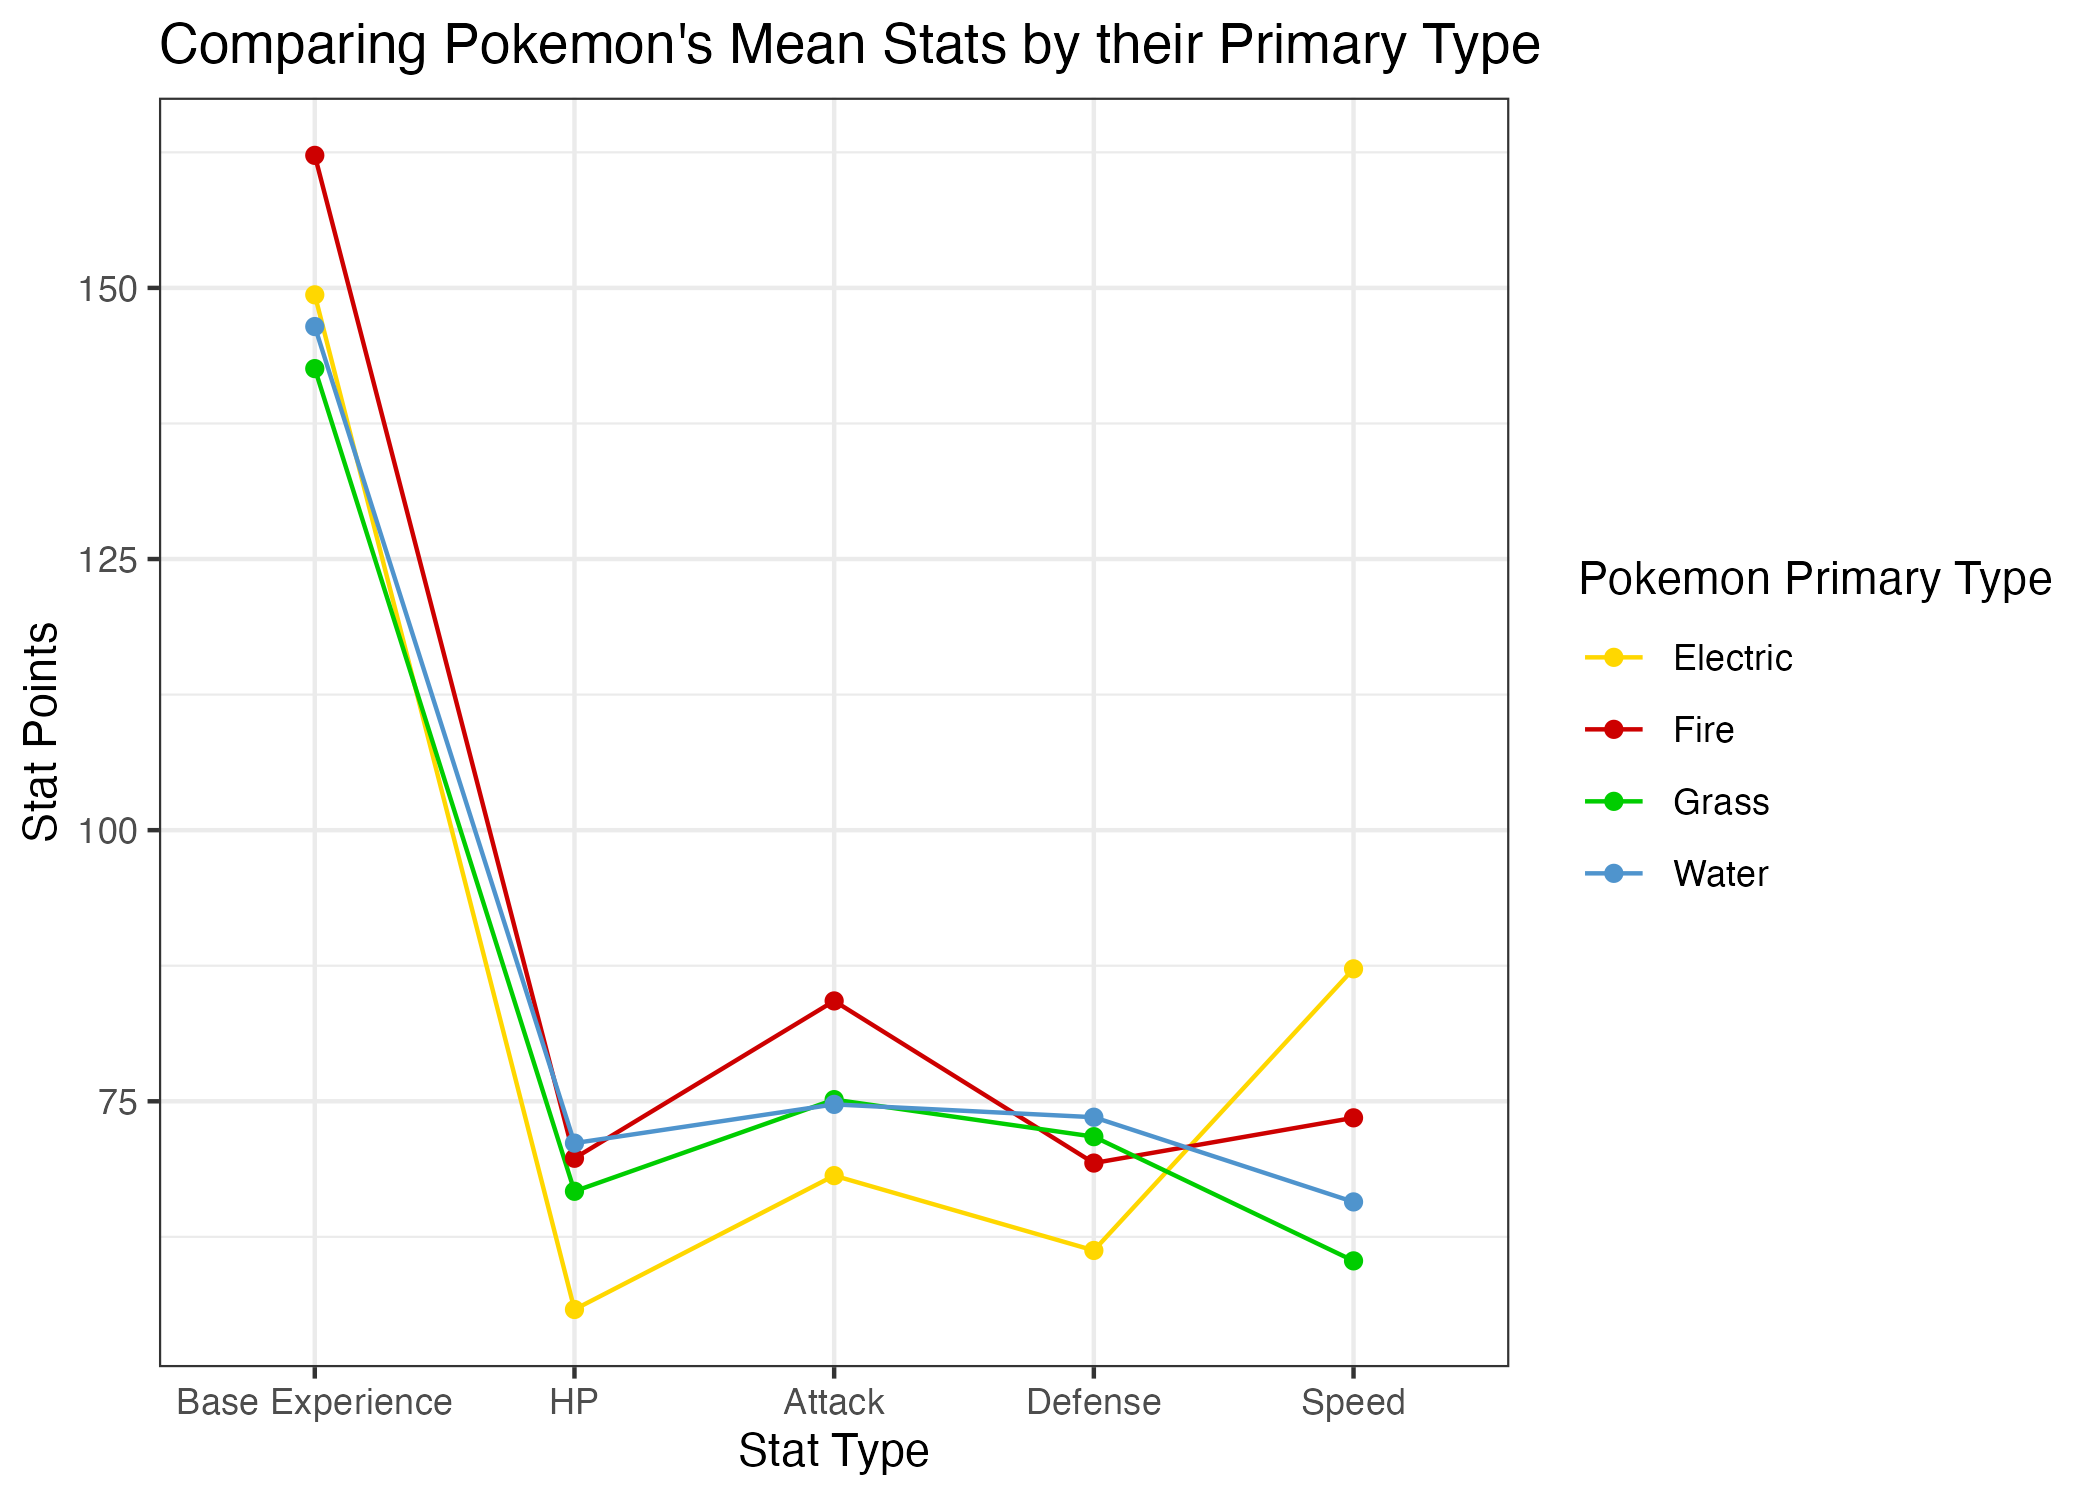 Comparing Pokemon's Mean Stats by their Primary Type
Stat Points
150
125
100
75
Base Experience HP Attack Defense Speed
Stat Type
Pokemon Primary Type
Electric
Fire
Grass
Water